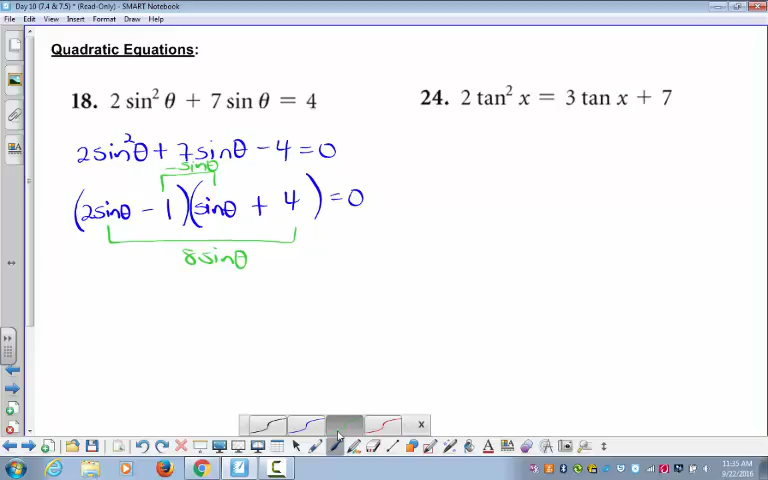 Day 10 (7.4 & 7.5) * (Read-Only) — SMART Notebook
File Edit View Insert Format Draw Help
Quadratic Equations:
18. 2 sin² θ + 7 sin θ = 4
24. 2 tan² x = 3 tan x + 7
2sin²θ + 7sinθ - 4 = 0
-sinθ
(2sinθ - 1)(sinθ + 4) = 0
8sinθ
x
A
11:35 AM
9/22/2016